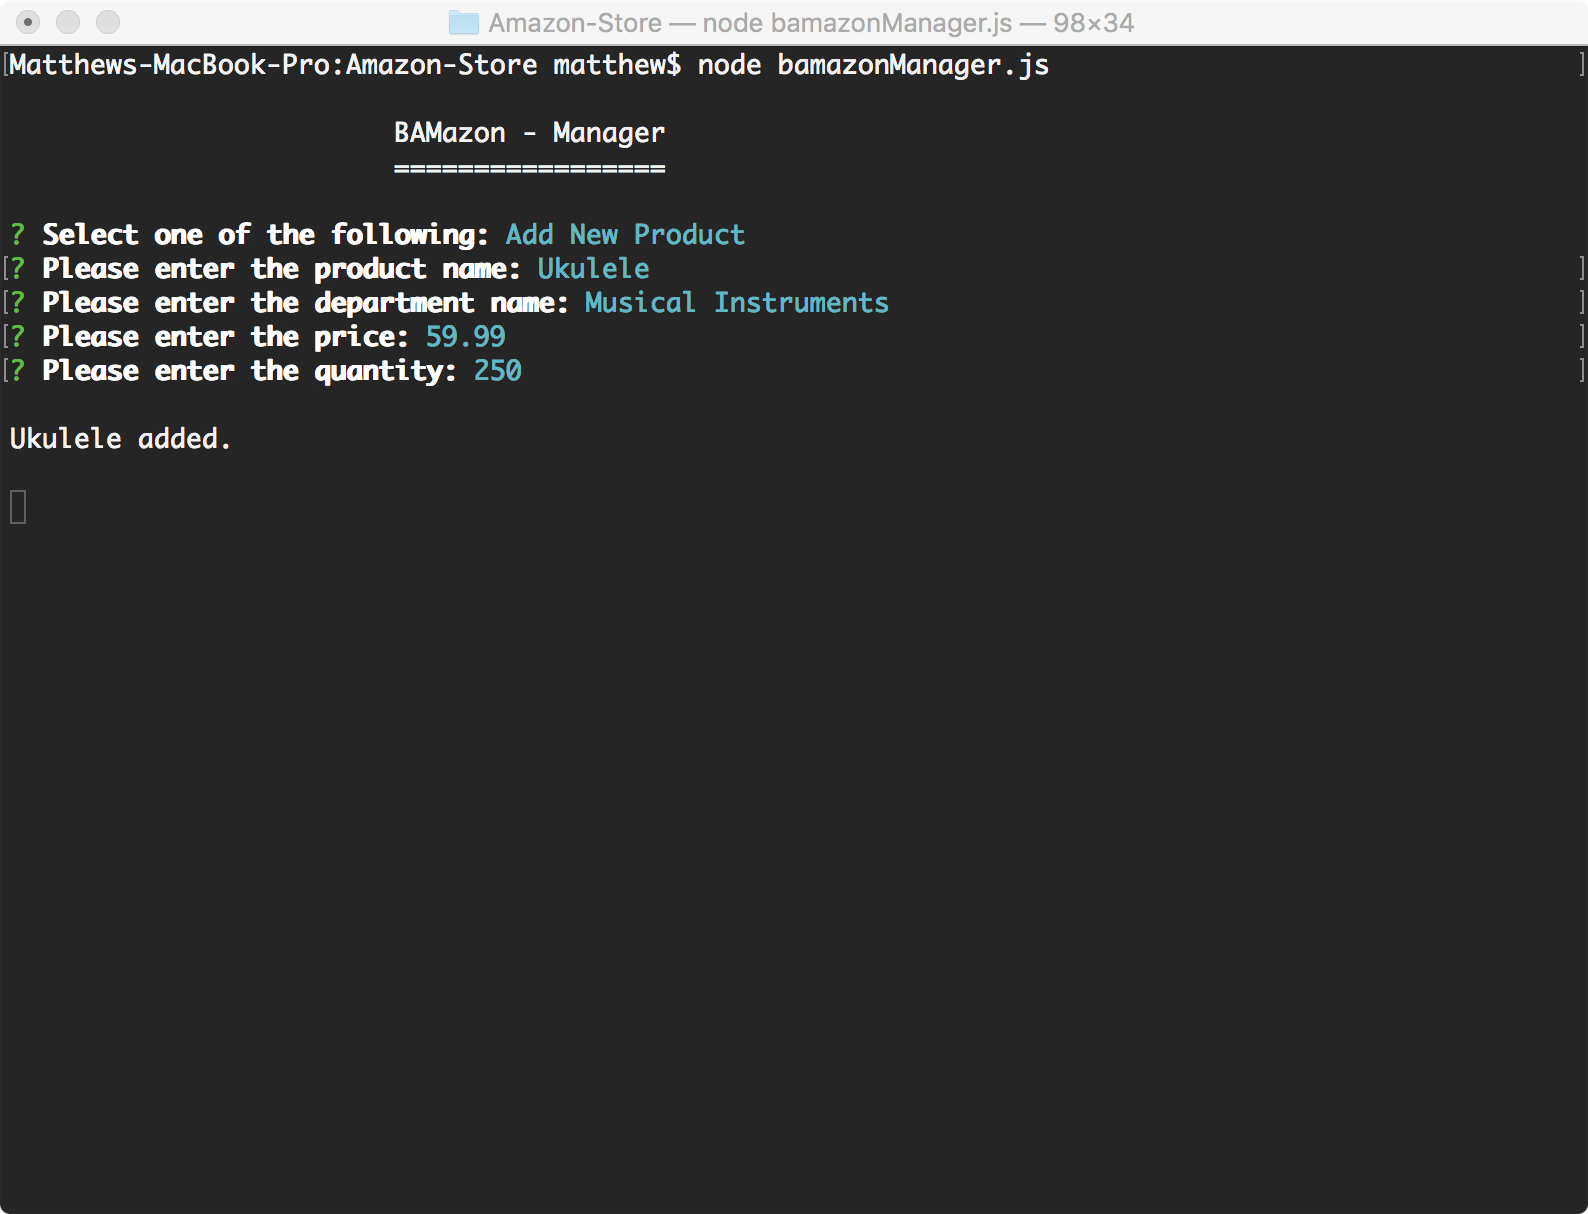 Amazon-Store — node bamazonManager.js — 98×34
[Matthews-MacBook-Pro:Amazon-Store matthew$ node bamazonManager.js ]
BAMazon - Manager
=================
? Select one of the following: Add New Product
[? Please enter the product name: Ukulele ]
[? Please enter the department name: Musical Instruments ]
[? Please enter the price: 59.99 ]
[? Please enter the quantity: 250 ]
Ukulele added.